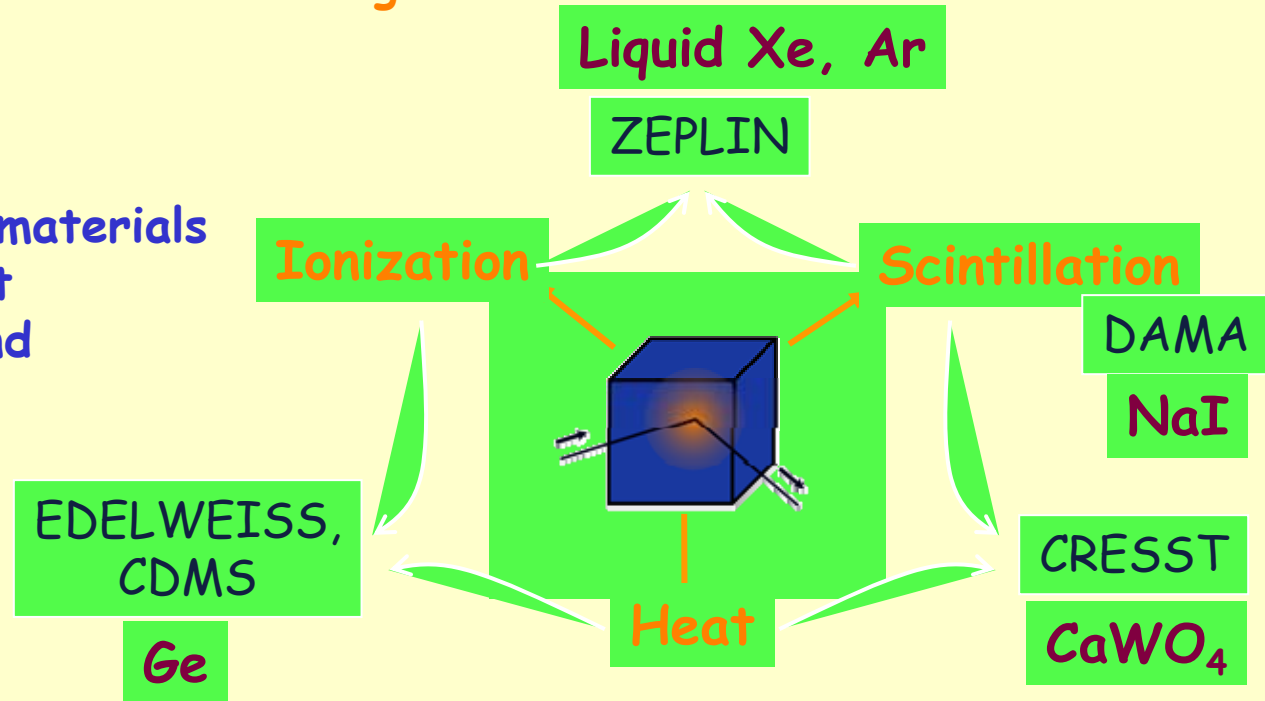 Liquid Xe, Ar
ZEPLIN
materials
Ionization
Scintillation
DAMA
NaI
EDELWEISS,
CDMS
Ge
Heat
CRESST
CaWO₄